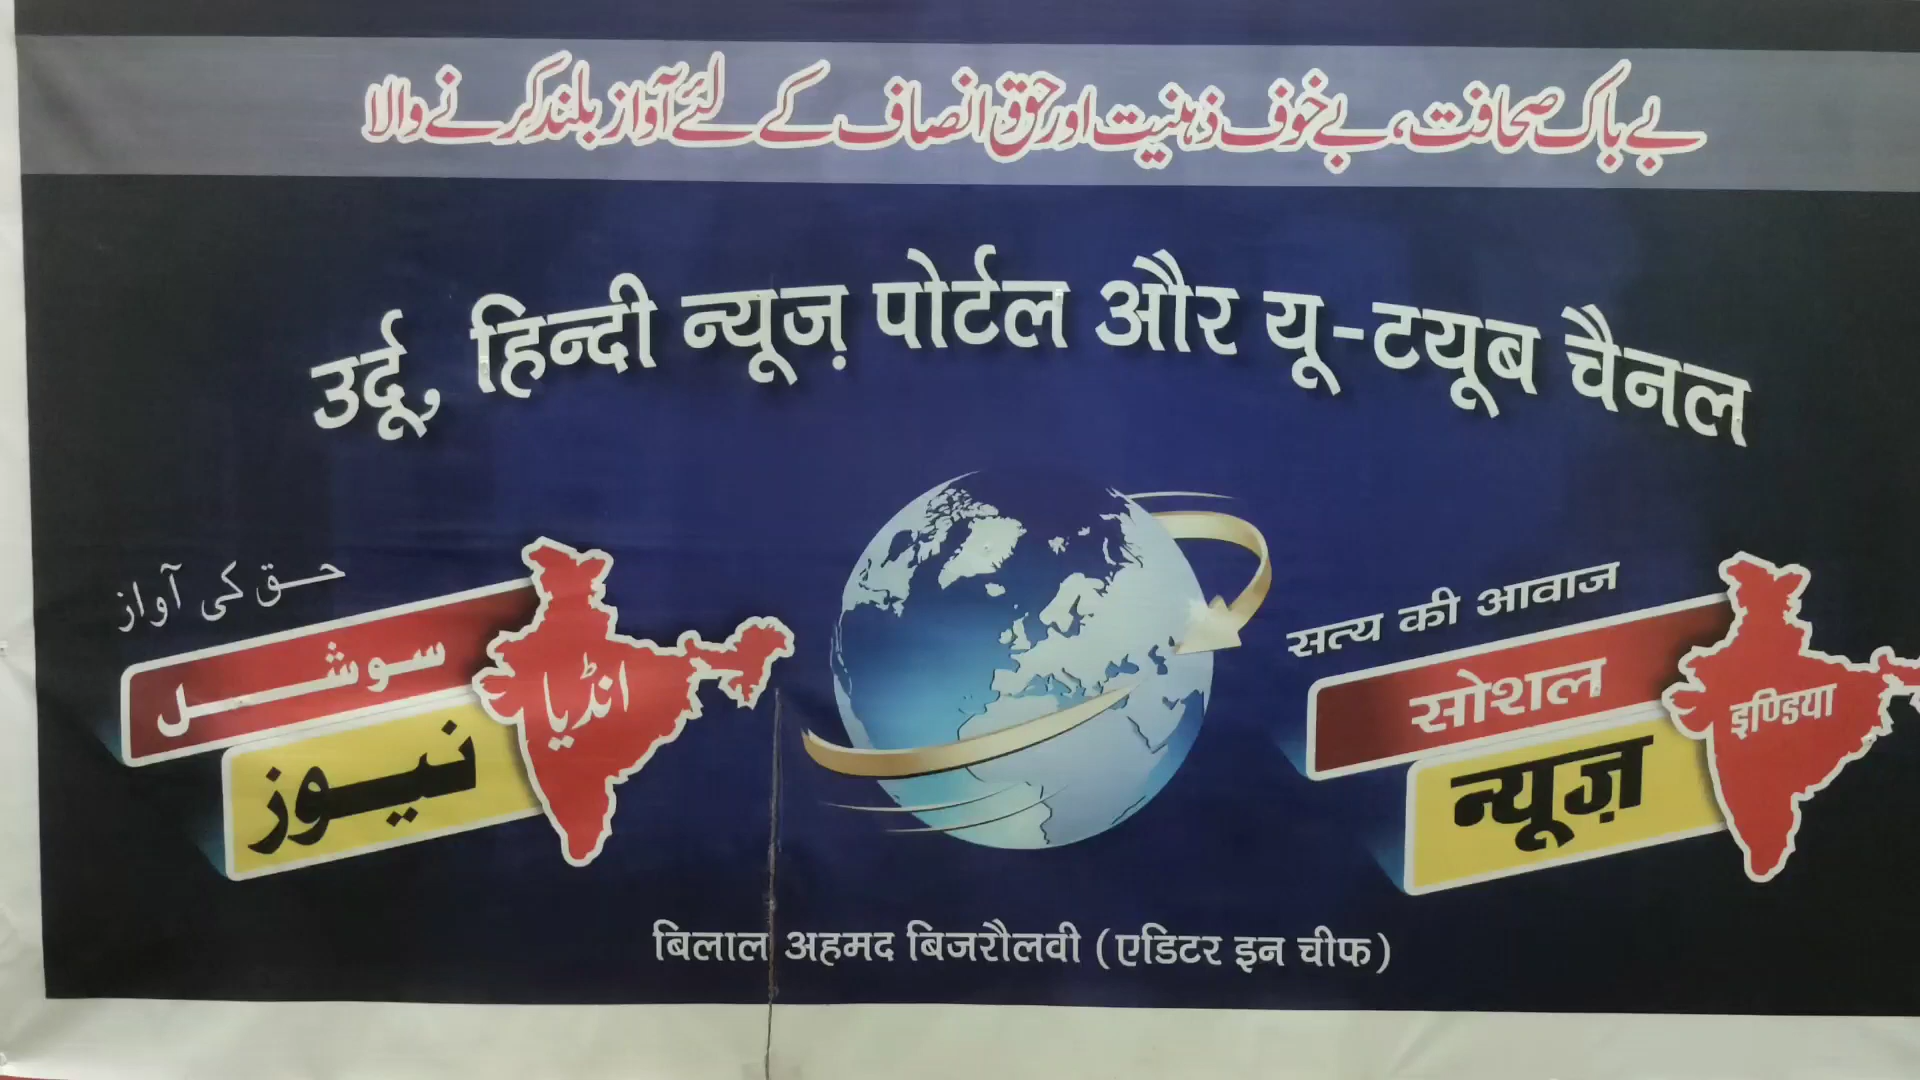 بے باک صحافت، بے خوف ذہنیت اور حق انصاف کے لئے آواز بلند کرنے والا
उर्दू, हिन्दी न्यूज़ पोर्टल और यू-टयूब चैनल
حق کی آواز
سوشل
نیوز
انڈیا
सत्य की आवाज
सोशल
न्यूज़
इण्डिया
बिलाल अहमद बिजरौलवी (एडिटर इन चीफ)